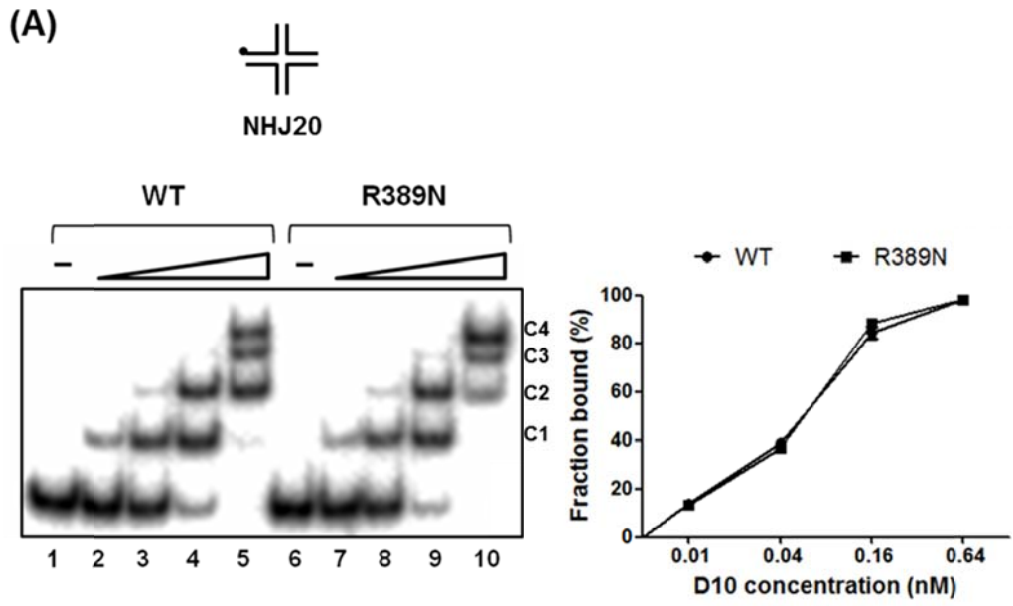 (A)
NHJ20
WT
R389N
–
–
C4
C3
C2
C1
1 2 3 4 5 6 7 8 9 10
WT
R389N
Fraction bound (%)
100
80
60
40
20
0
0.01 0.04 0.16 0.64
D10 concentration (nM)